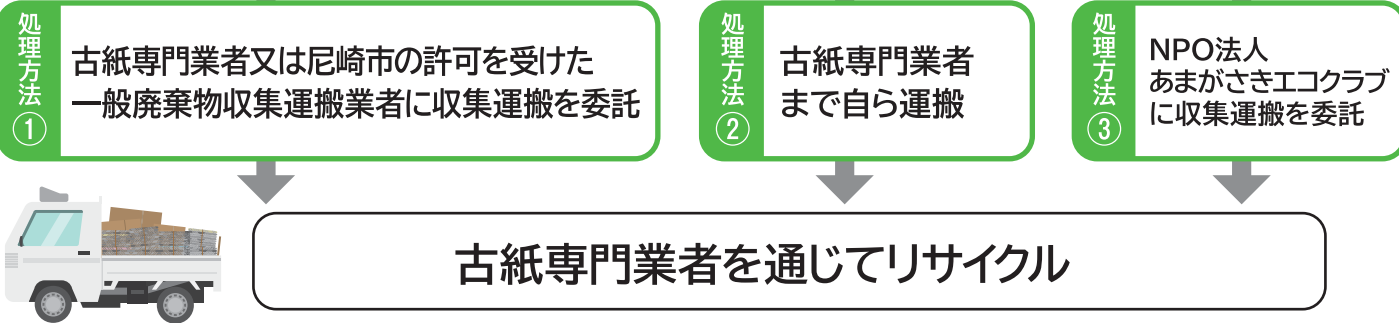 処理方法①
古紙専門業者又は尼崎市の許可を受けた
一般廃棄物収集運搬業者に収集運搬を委託
処理方法②
古紙専門業者
まで自ら運搬
処理方法③
NPO法人
あまがさきエコクラブ
に収集運搬を委託
古紙専門業者を通じてリサイクル